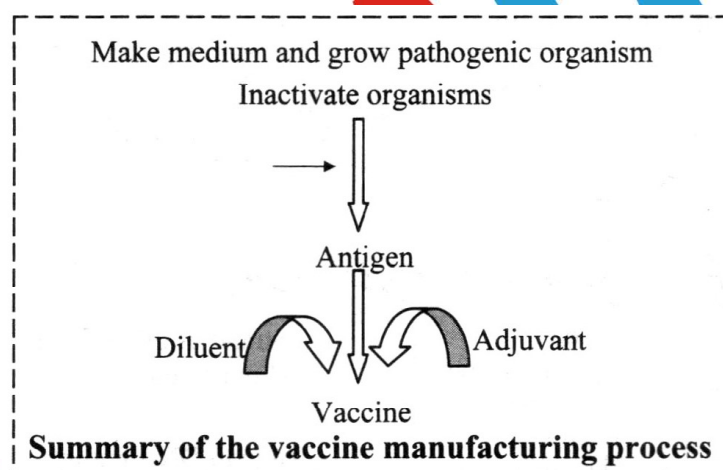 Make medium and grow pathogenic organism
Inactivate organisms
Antigen
Diluent
Adjuvant
Vaccine
Summary of the vaccine manufacturing process